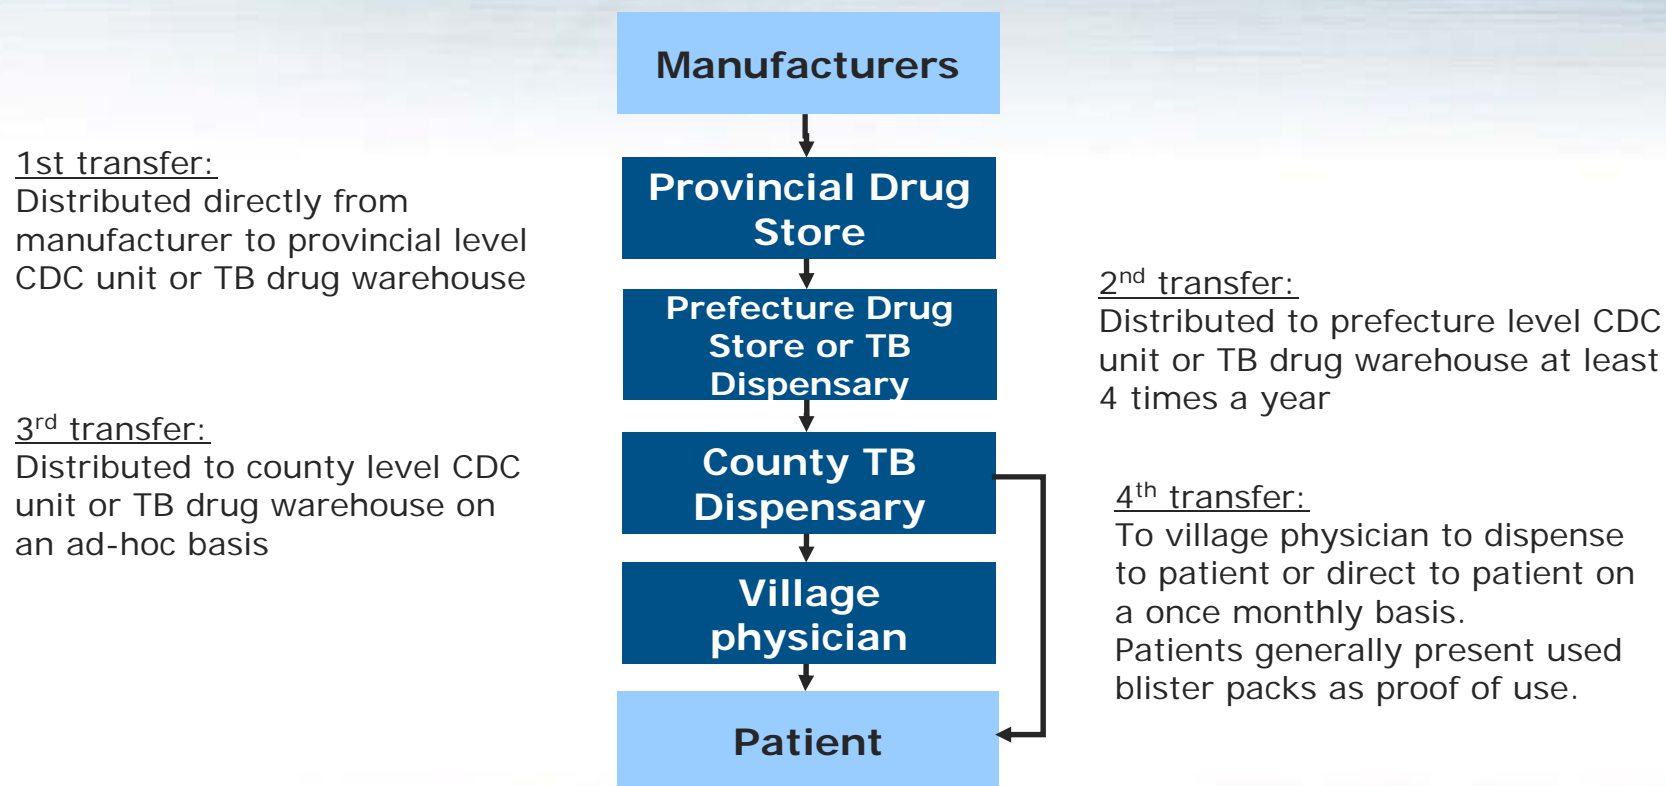 Manufacturers
1st transfer:
Distributed directly from
manufacturer to provincial level
CDC unit or TB drug warehouse
Provincial Drug
Store
2nd transfer:
Distributed to prefecture level CDC
unit or TB drug warehouse at least
4 times a year
Prefecture Drug
Store or TB
Dispensary
3rd transfer:
Distributed to county level CDC
unit or TB drug warehouse on
an ad-hoc basis
County TB
Dispensary
4th transfer:
To village physician to dispense
to patient or direct to patient on
a once monthly basis.
Patients generally present used
blister packs as proof of use.
Village
physician
Patient